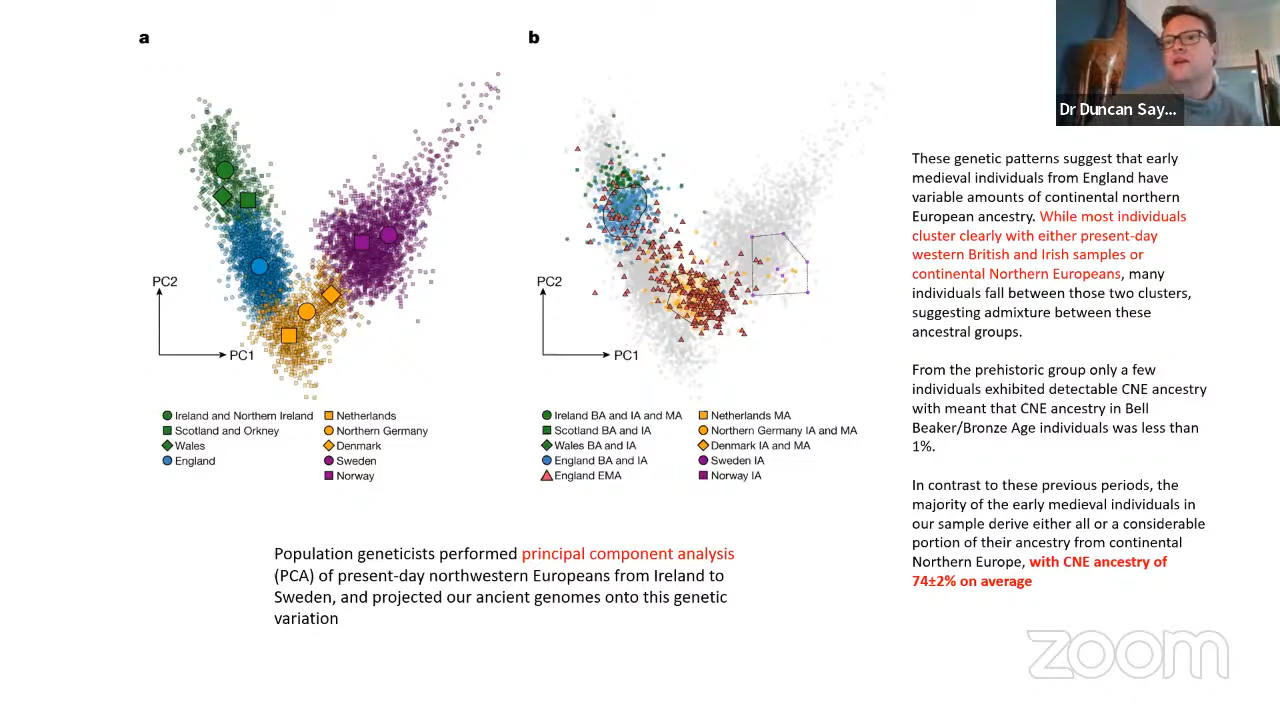 a
b
Dr Duncan Say...
PC2
PC1
PC2
PC1
Ireland and Northern Ireland
Scotland and Orkney
Wales
England
Netherlands
Northern Germany
Denmark
Sweden
Norway
Ireland BA and IA and MA
Scotland BA and IA
Wales BA and IA
England BA and IA
England EMA
Netherlands MA
Northern Germany IA and MA
Denmark IA and MA
Sweden IA
Norway IA
Population geneticists performed principal component analysis
(PCA) of present-day northwestern Europeans from Ireland to
Sweden, and projected our ancient genomes onto this genetic
variation
These genetic patterns suggest that early
medieval individuals from England have
variable amounts of continental northern
European ancestry. While most individuals
cluster clearly with either present-day
western British and Irish samples or
continental Northern Europeans, many
individuals fall between those two clusters,
suggesting admixture between these
ancestral groups.
From the prehistoric group only a few
individuals exhibited detectable CNE ancestry
with meant that CNE ancestry in Bell
Beaker/Bronze Age individuals was less than
1%.
In contrast to these previous periods, the
majority of the early medieval individuals in
our sample derive either all or a considerable
portion of their ancestry from continental
Northern Europe, with CNE ancestry of
74±2% on average
zoom